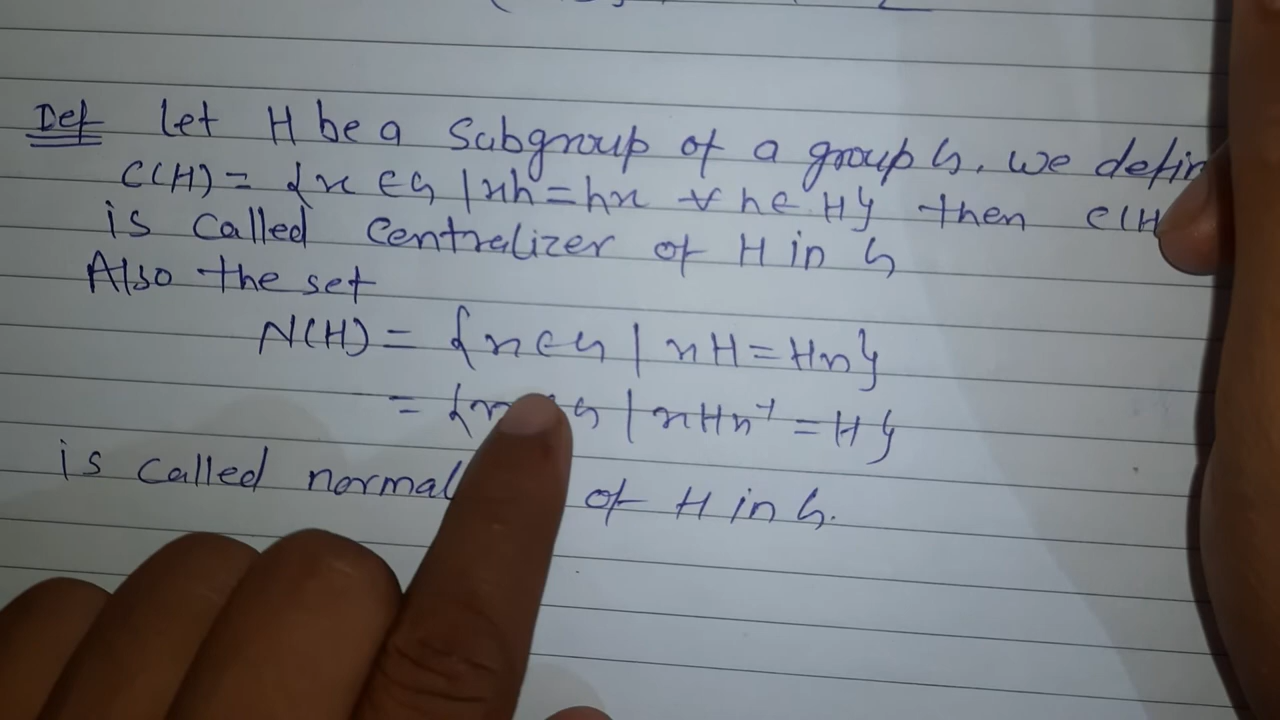 Def Let H be a Subgroup of a group G. we defin
C(H) = {x ∈ G | xh = hx ∀ h ∈ H} then C(H
is called Centralizer of H in G
Also the set
N(H) = {x ∈ G | xH = Hx}
= {x ∈ G | xHx⁻¹ = H}
is called normal of H in G.